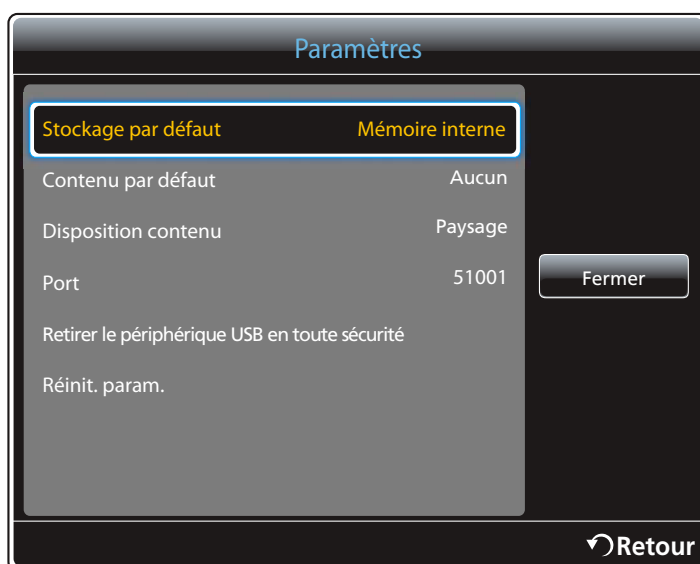 Paramètres
Stockage par défaut Mémoire interne
Contenu par défaut Aucun
Disposition contenu Paysage
Port 51001
Fermer
Retirer le périphérique USB en toute sécurité
Réinit. param.
Retour